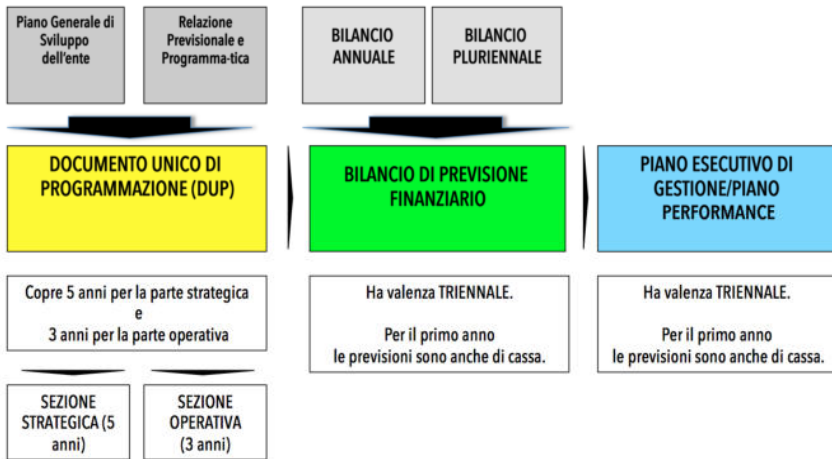 Piano Generale di
Sviluppo
dell'ente
Relazione
Previsionale e
Programma-tica
BILANCIO
ANNUALE
BILANCIO
PLURIENNALE
DOCUMENTO UNICO DI
PROGRAMMAZIONE (DUP)
BILANCIO DI PREVISIONE
FINANZIARIO
PIANO ESECUTIVO DI
GESTIONE/PIANO
PERFORMANCE
Copre 5 anni per la parte strategica
e
3 anni per la parte operativa
Ha valenza TRIENNALE.
Per il primo anno
le previsioni sono anche di cassa.
Ha valenza TRIENNALE.
Per il primo anno
le previsioni sono anche di cassa.
SEZIONE
STRATEGICA (5
anni)
SEZIONE
OPERATIVA
(3 anni)